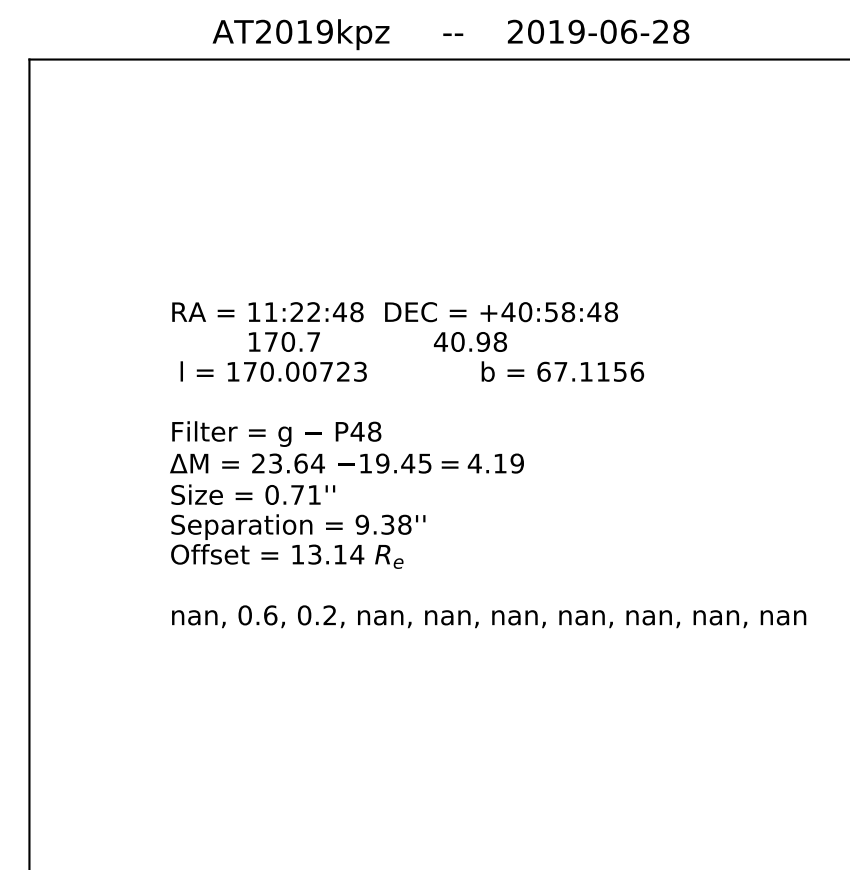 AT2019kpz -- 2019-06-28
RA = 11:22:48 DEC = +40:58:48
170.7 40.98
l = 170.00723 b = 67.1156
Filter = g − P48
ΔM = 23.64 −19.45 = 4.19
Size = 0.71''
Separation = 9.38''
Offset = 13.14 Re
nan, 0.6, 0.2, nan, nan, nan, nan, nan, nan, nan